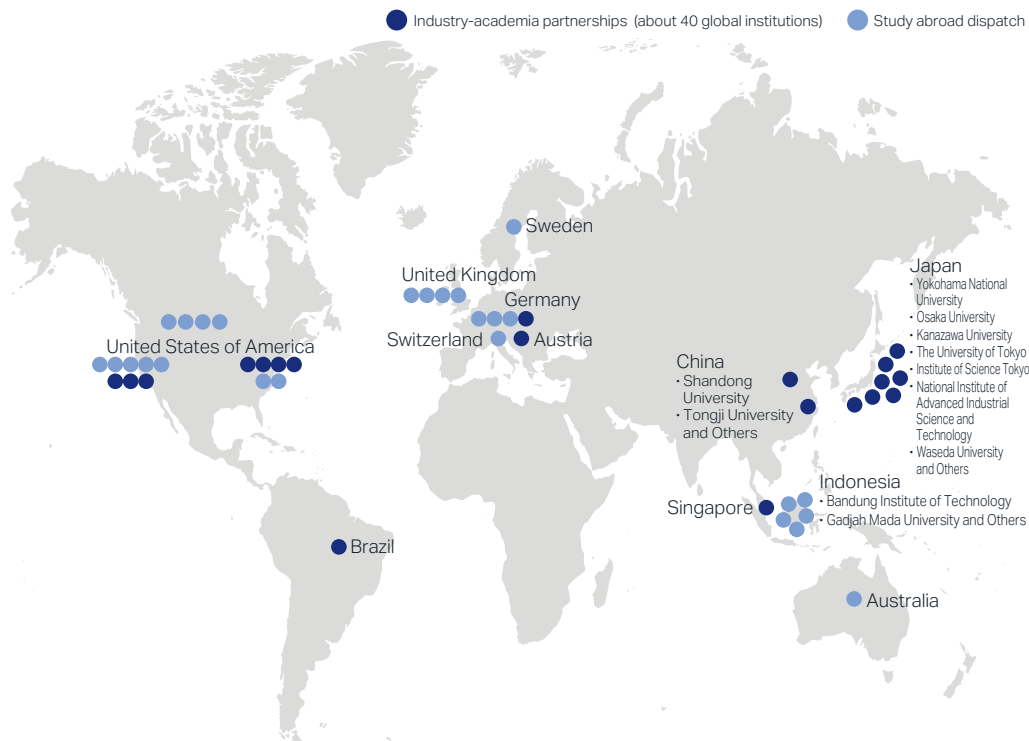 Industry-academia partnerships (about 40 global institutions)
Study abroad dispatch
Sweden
United Kingdom
Germany
Switzerland
Austria
United States of America
Brazil
China
・Shandong
University
・Tongji University
and Others
Japan
・Yokohama National
University
・Osaka University
・Kanazawa University
・The University of Tokyo
・Institute of Science Tokyo
・National Institute of
Advanced Industrial
Science and
Technology
・Waseda University
and Others
Singapore
Indonesia
・Bandung Institute of Technology
・Gadjah Mada University and Others
Australia